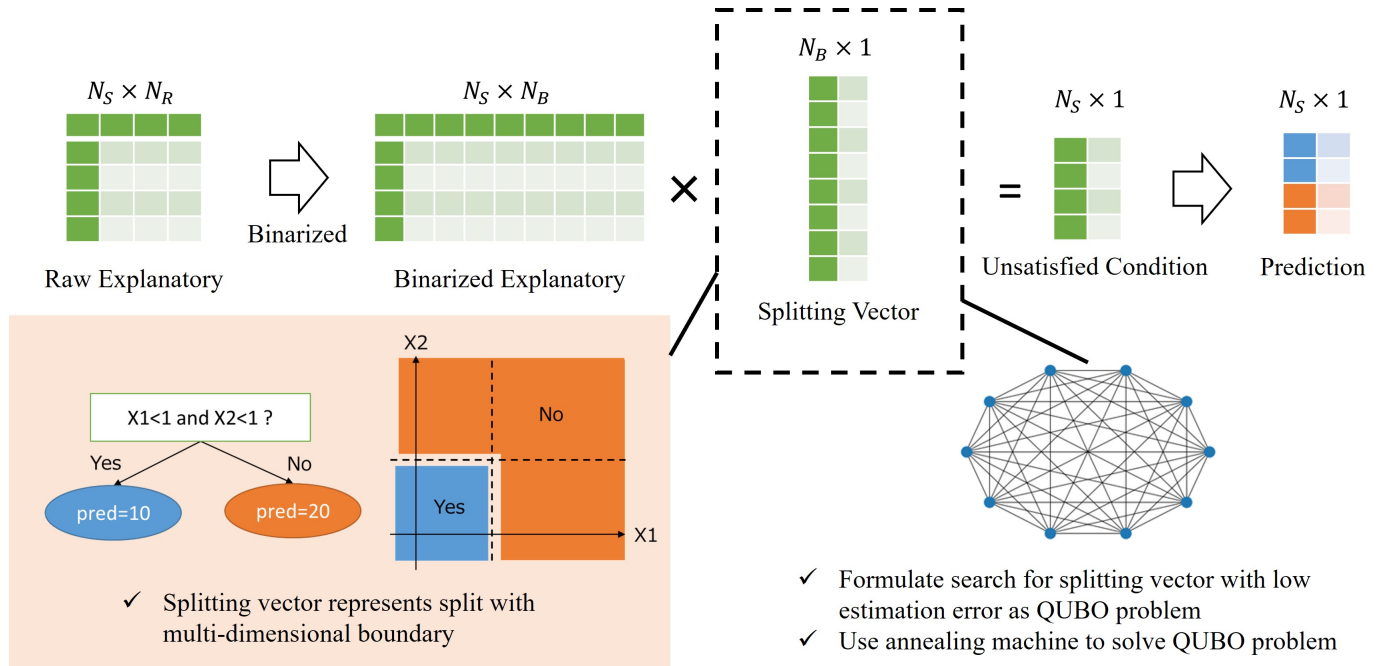 N_S × N_R
N_S × N_B
N_B × 1
N_S × 1
N_S × 1
Binarized
×
=
Raw Explanatory
Binarized Explanatory
Splitting Vector
Unsatisfied Condition
Prediction
X1<1 and X2<1 ?
Yes
No
pred=10
pred=20
X2
No
Yes
X1
✓ Splitting vector represents split with
multi-dimensional boundary
✓ Formulate search for splitting vector with low
estimation error as QUBO problem
✓ Use annealing machine to solve QUBO problem